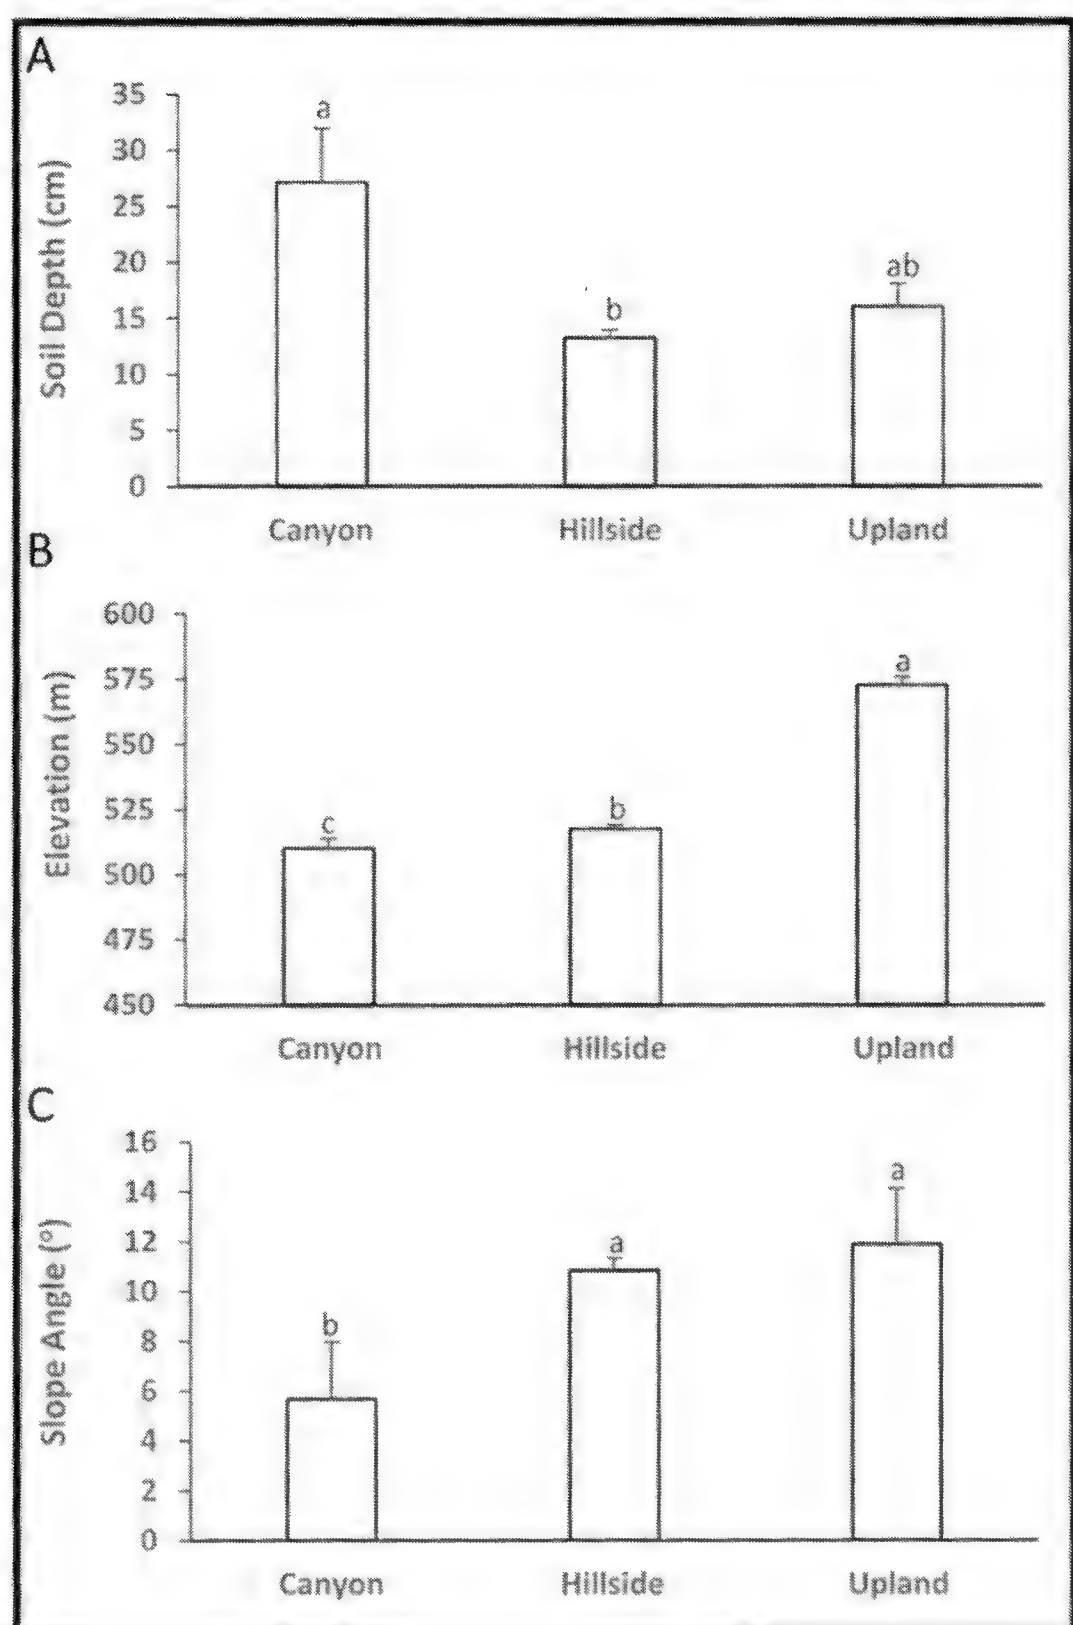 A
Soil Depth (cm)
35
30
25
20
15
10
5
0
a
b
ab
Canyon Hillside Upland
B
Elevation (m)
600
575
550
525
500
475
450
c
b
a
Canyon Hillside Upland
C
Slope Angle (°)
16
14
12
10
8
6
4
2
0
b
a
a
Canyon Hillside Upland